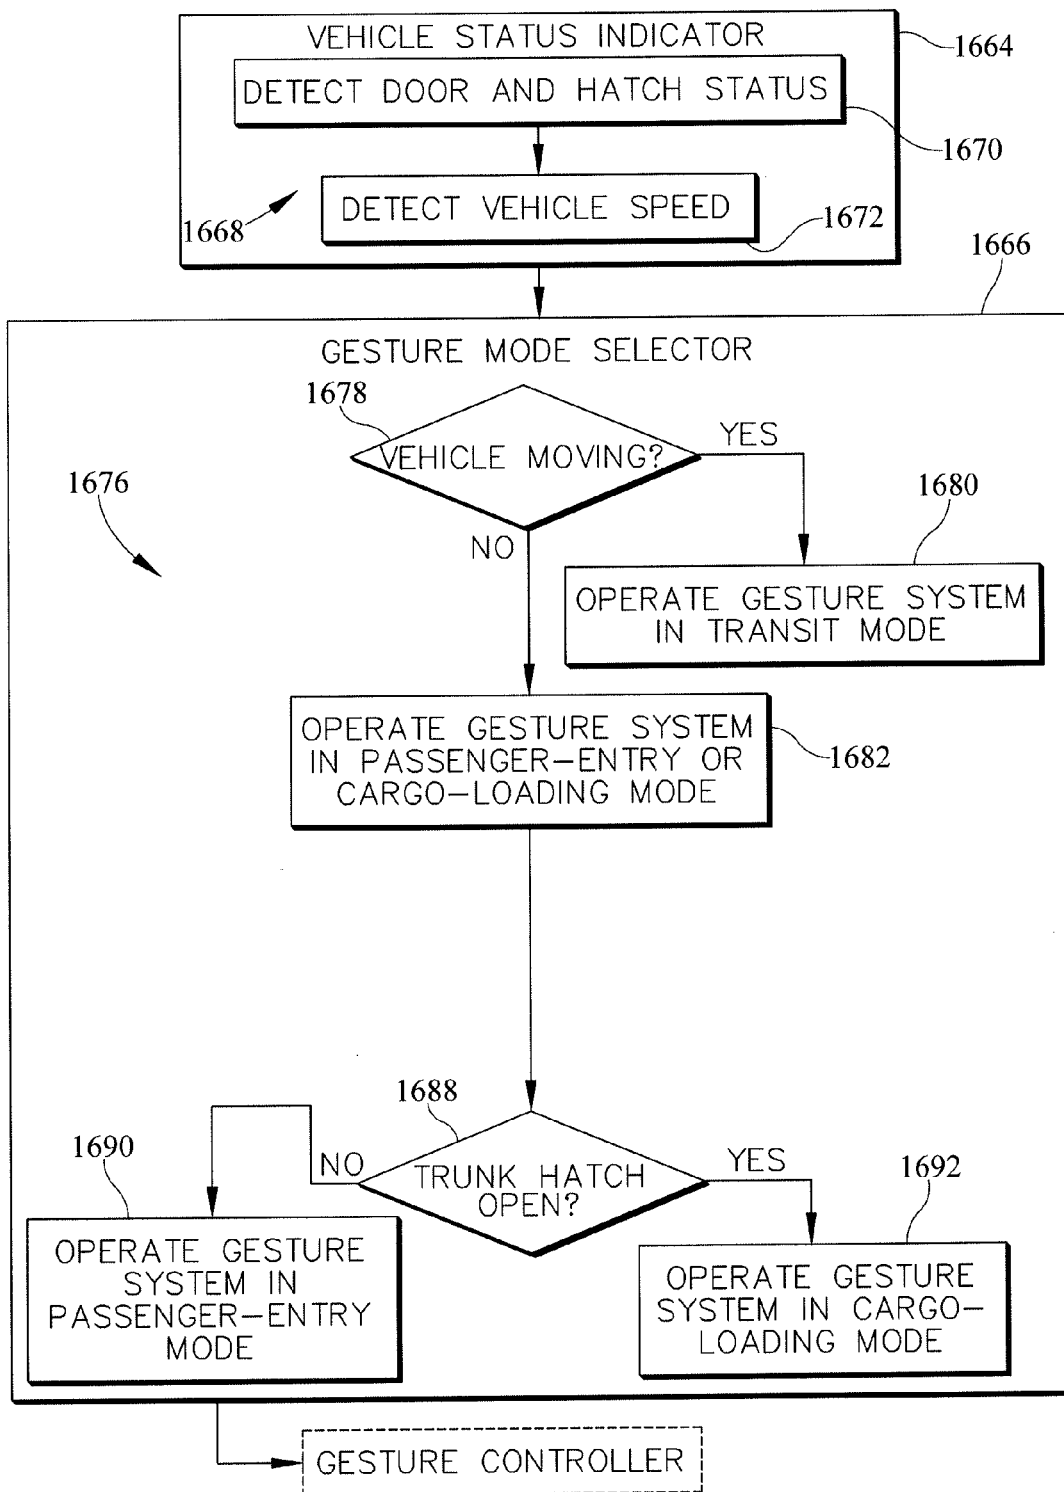 VEHICLE STATUS INDICATOR
1664
DETECT DOOR AND HATCH STATUS
1670
DETECT VEHICLE SPEED
1672
1668
1666
GESTURE MODE SELECTOR
1678
VEHICLE MOVING?
YES
1676
1680
NO
OPERATE GESTURE SYSTEM
IN TRANSIT MODE
OPERATE GESTURE SYSTEM
IN PASSENGER-ENTRY OR
CARGO-LOADING MODE
1682
1688
1690
NO
TRUNK HATCH
OPEN?
YES
1692
OPERATE GESTURE
SYSTEM IN
PASSENGER-ENTRY
MODE
OPERATE GESTURE
SYSTEM IN CARGO-
LOADING MODE
GESTURE CONTROLLER